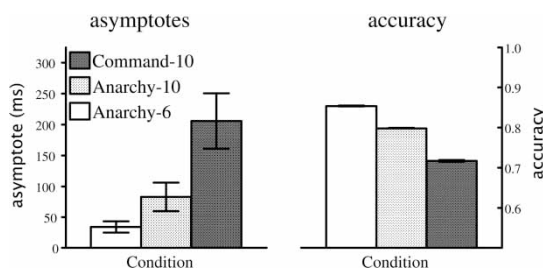 asymptotes
accuracy
asymptote (ms)
300
250
200
150
100
50
0
Command-10
Anarchy-10
Anarchy-6
Condition
1.0
0.9
0.8
0.7
0.6
accuracy
Condition